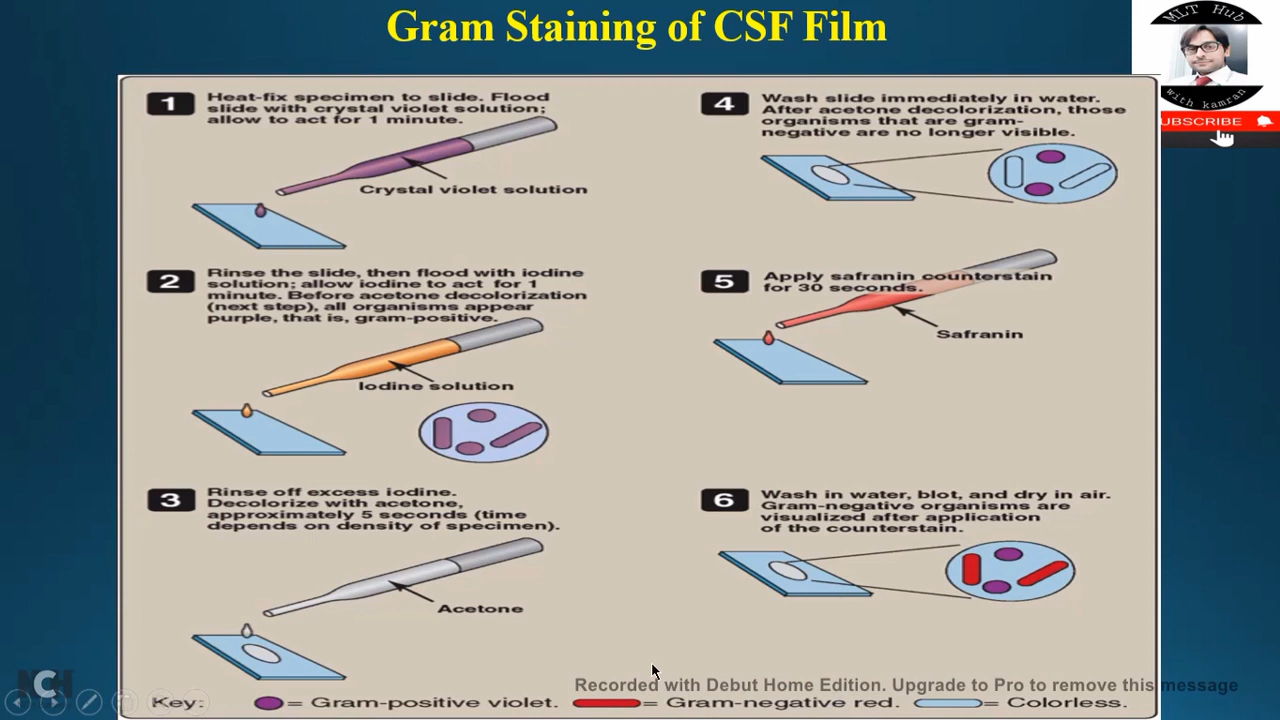 Gram Staining of CSF Film
MLT Hub
with kamran
UBSCRIBE
1
Heat-fix specimen to slide. Flood
slide with crystal violet solution;
allow to act for 1 minute.
Crystal violet solution
2
Rinse the slide, then flood with iodine
solution; allow iodine to act for 1
minute. Before acetone decolorization
(next step), all organisms appear
purple, that is, gram-positive.
Iodine solution
3
Rinse off excess iodine.
Decolorize with acetone,
approximately 5 seconds (time
depends on density of specimen).
Acetone
4
Wash slide immediately in water.
After acetone decolorization, those
organisms that are gram-
negative are no longer visible.
5
Apply safranin counterstain
for 30 seconds.
Safranin
6
Wash in water, blot, and dry in air.
Gram-negative organisms are
visualized after application
of the counterstain.
Recorded with Debut Home Edition. Upgrade to Pro to remove this message
Key: = Gram-positive violet. = Gram-negative red. = Colorless.